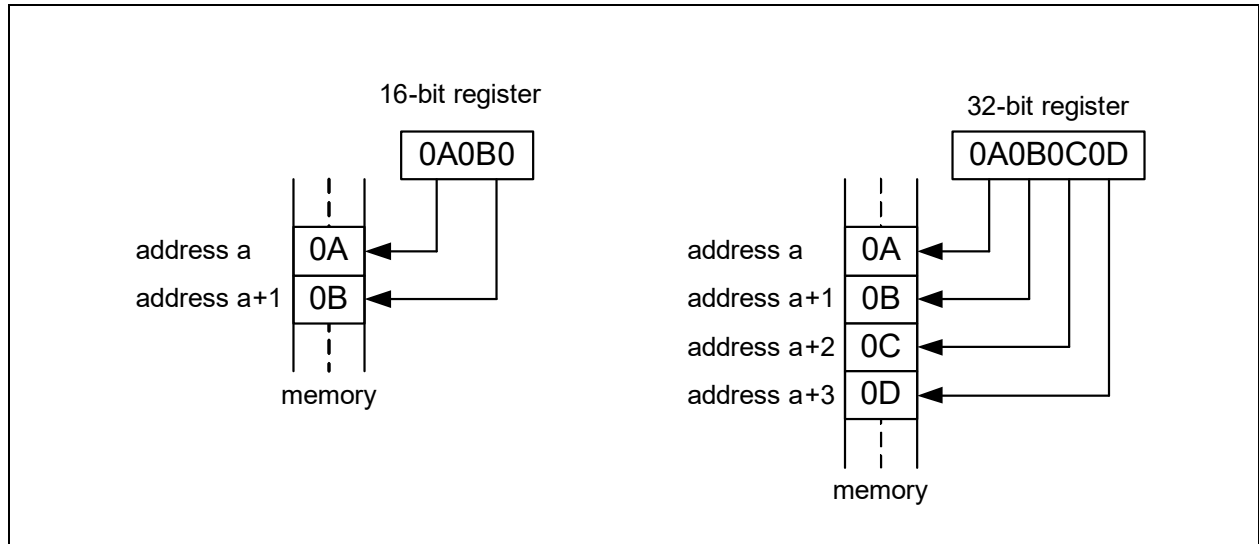 16-bit register
0A0B0
address a
0A
address a+1
0B
memory
32-bit register
0A0B0C0D
address a
0A
address a+1
0B
address a+2
0C
address a+3
0D
memory